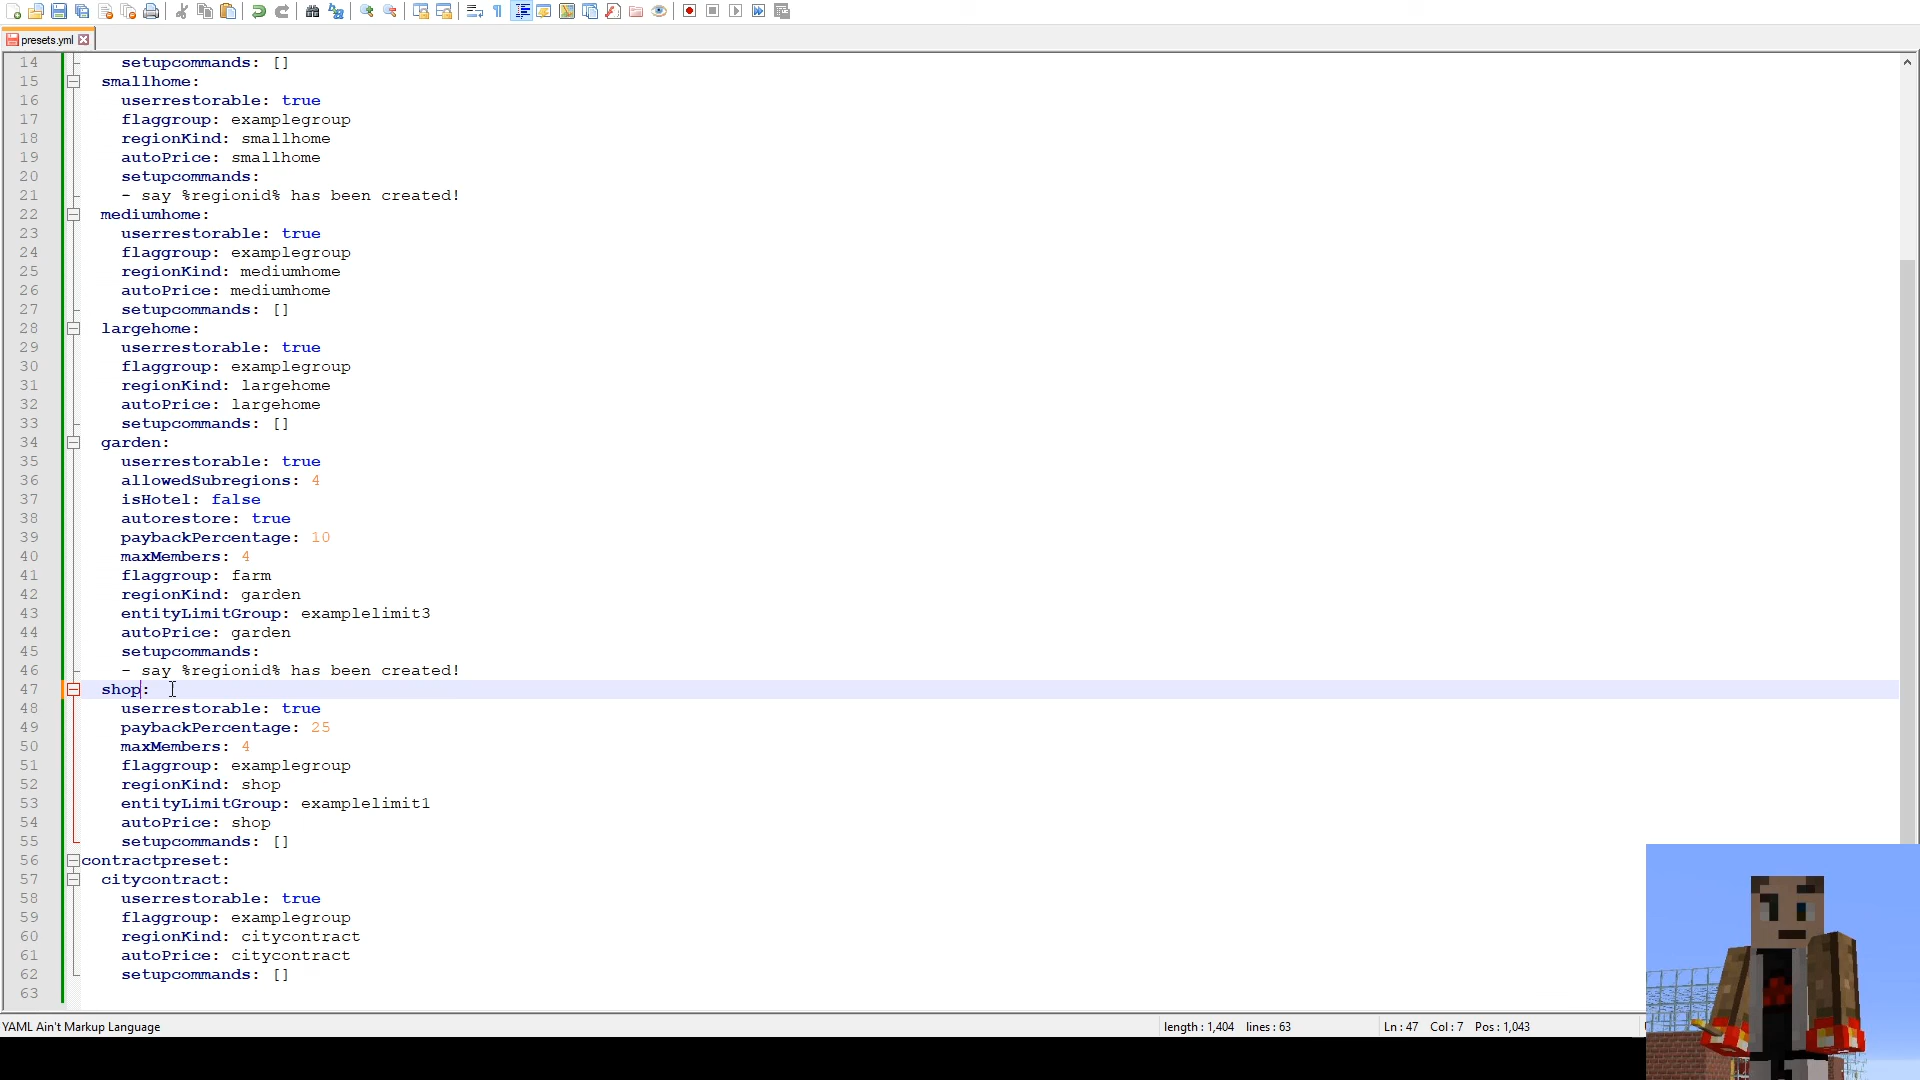 presets.yml
14 setupcommands: []
15 smallhome:
16 userrestorable: true
17 flaggroup: examplegroup
18 regionKind: smallhome
19 autoPrice: smallhome
20 setupcommands:
21 - say %regionid% has been created!
22 mediumhome:
23 userrestorable: true
24 flaggroup: examplegroup
25 regionKind: mediumhome
26 autoPrice: mediumhome
27 setupcommands: []
28 largehome:
29 userrestorable: true
30 flaggroup: examplegroup
31 regionKind: largehome
32 autoPrice: largehome
33 setupcommands: []
34 garden:
35 userrestorable: true
36 allowedSubregions: 4
37 isHotel: false
38 autorestore: true
39 paybackPercentage: 10
40 maxMembers: 4
41 flaggroup: farm
42 regionKind: garden
43 entityLimitGroup: examplelimit3
44 autoPrice: garden
45 setupcommands:
46 - say %regionid% has been created!
47 shop:
48 userrestorable: true
49 paybackPercentage: 25
50 maxMembers: 4
51 flaggroup: examplegroup
52 regionKind: shop
53 entityLimitGroup: examplelimit1
54 autoPrice: shop
55 setupcommands: []
56 contractpreset:
57 citycontract:
58 userrestorable: true
59 flaggroup: examplegroup
60 regionKind: citycontract
61 autoPrice: citycontract
62 setupcommands: []
63
YAML Ain't Markup Language length : 1,404 lines : 63 Ln : 47 Col : 7 Pos : 1,043